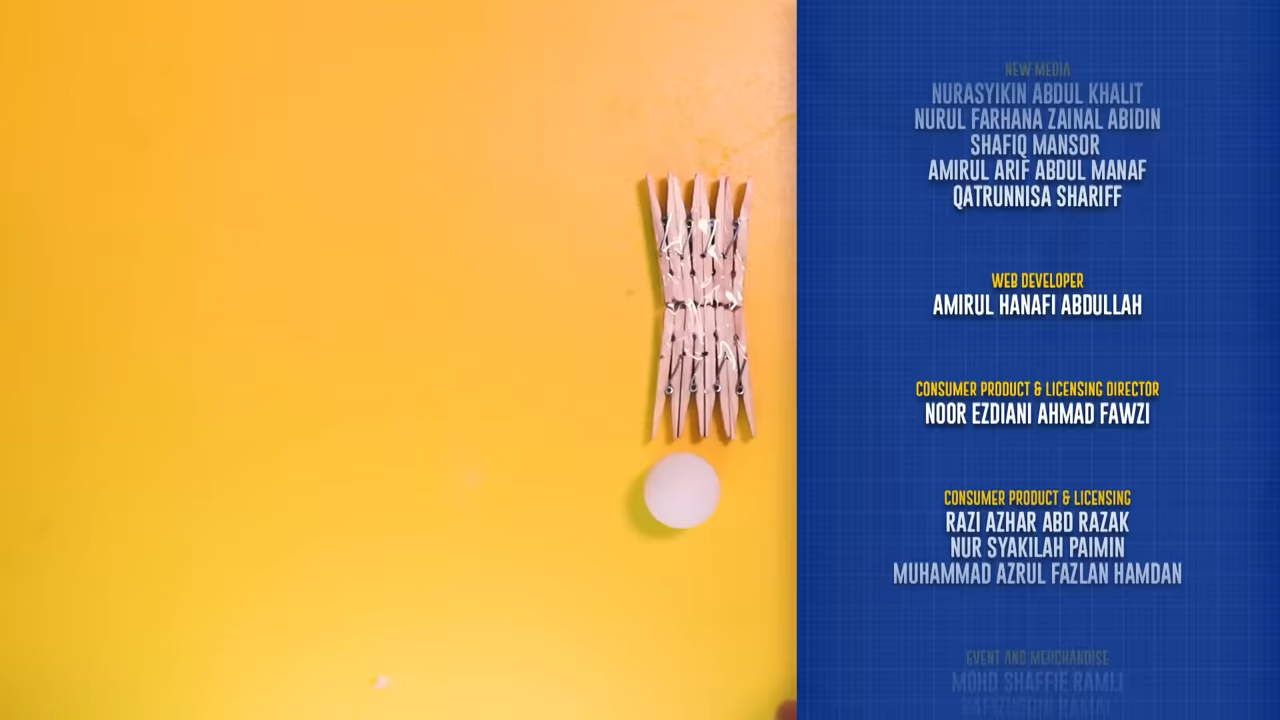 NEW MEDIA
NURASYIKIN ABDUL KHALIT
NURUL FARHANA ZAINAL ABIDIN
SHAFIQ MANSOR
AMIRUL ARIF ABDUL MANAF
QATRUNNISA SHARIFF
WEB DEVELOPER
AMIRUL HANAFI ABDULLAH
CONSUMER PRODUCT & LICENSING DIRECTOR
NOOR EZDIANI AHMAD FAWZI
CONSUMER PRODUCT & LICENSING
RAZI AZHAR ABD RAZAK
NUR SYAKILAH PAIMIN
MUHAMMAD AZRUL FAZLAN HAMDAN
EVENT AND MERCHANDISE
MOHD SHAFFIE RAMLI